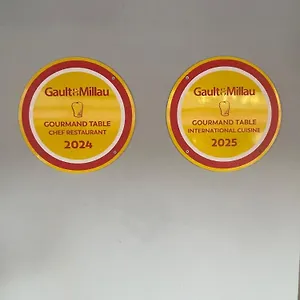 Gault&Millau
GOURMAND TABLE
CHEF RESTAURANT
2024
Gault&Millau
GOURMAND TABLE
INTERNATIONAL CUISINE
2025